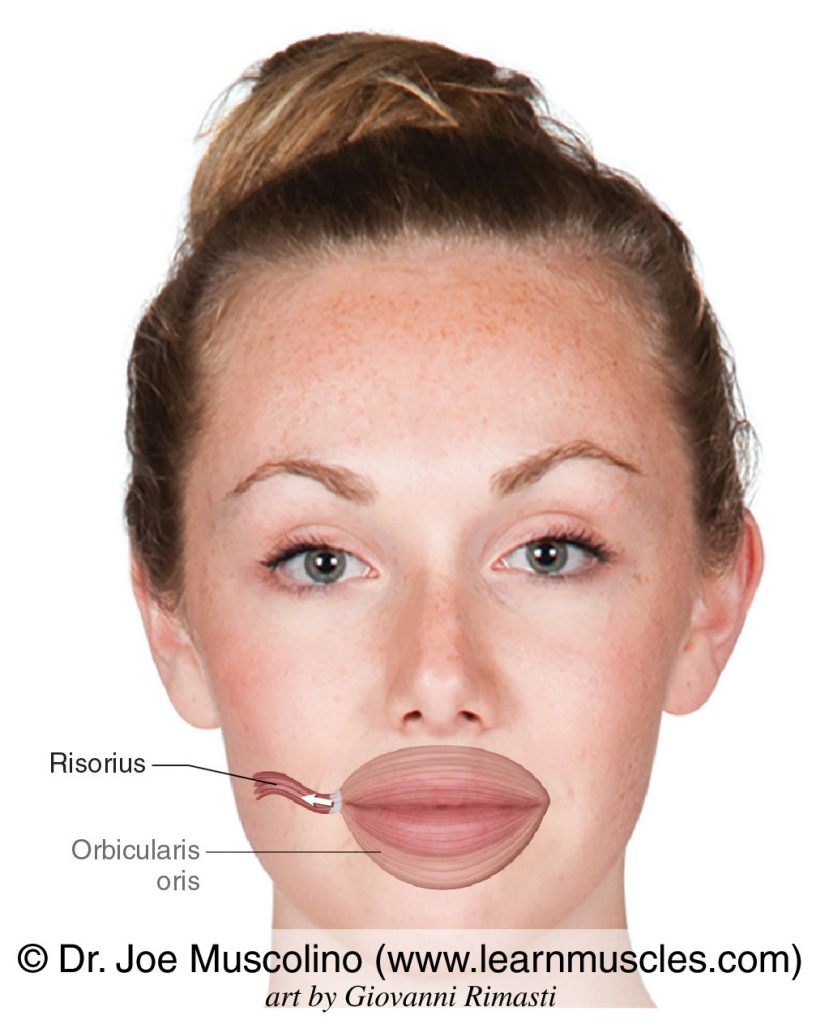 Risorius
Orbicularis
oris
© Dr. Joe Muscolino (www.learnmuscles.com)
art by Giovanni Rimasti